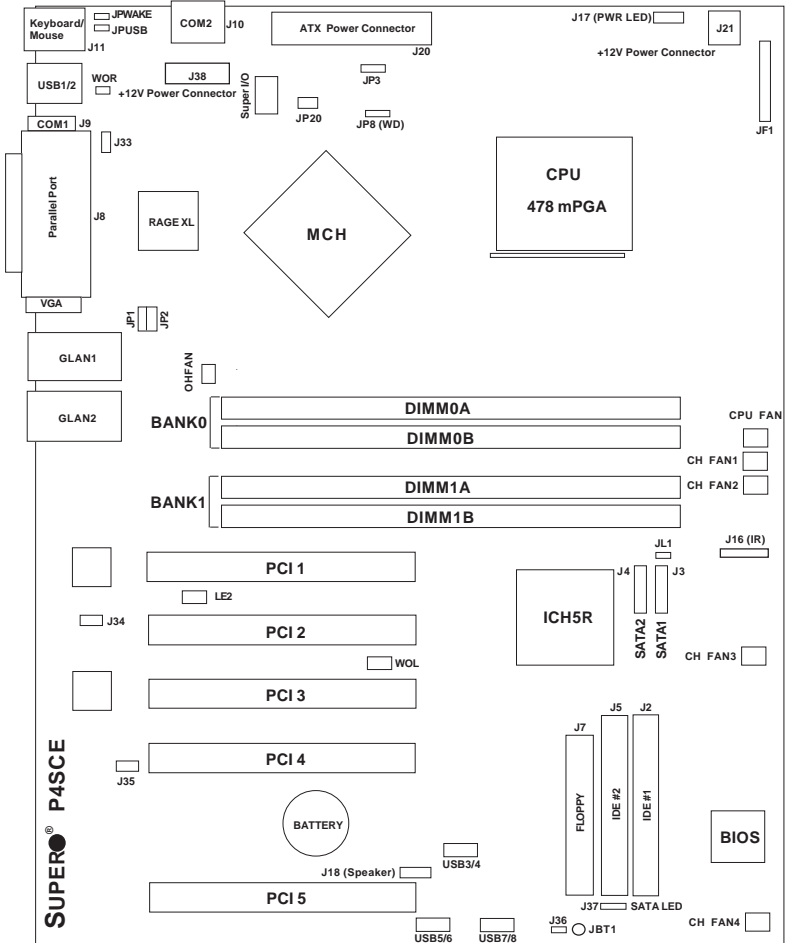 Keyboard/
Mouse
J11
JPWAKE
JPUSB
COM2
J10
ATX Power Connector
J20
J17 (PWR LED)
J21
+12V Power Connector
USB1/2
WOR
J38
+12V Power Connector
Super I/O
JP3
JP20
JP8 (WD)
JF1
COM1
J9
J33
Parallel Port
J8
RAGE XL
MCH
CPU
478 mPGA
VGA
JP1
JP2
GLAN1
OHFAN
GLAN2
BANK0
DIMM0A
DIMM0B
CPU FAN
CH FAN1
BANK1
DIMM1A
DIMM1B
CH FAN2
J16 (IR)
JL1
PCI 1
J4
J3
LE2
ICH5R
SATA2
SATA1
J34
PCI 2
WOL
CH FAN3
PCI 3
J7
J5
J2
PCI 4
J35
FLOPPY
IDE #2
IDE #1
BATTERY
BIOS
SUPER® P4SCE
USB3/4
J18 (Speaker)
PCI 5
J37
SATA LED
J36
JBT1
CH FAN4
USB5/6
USB7/8